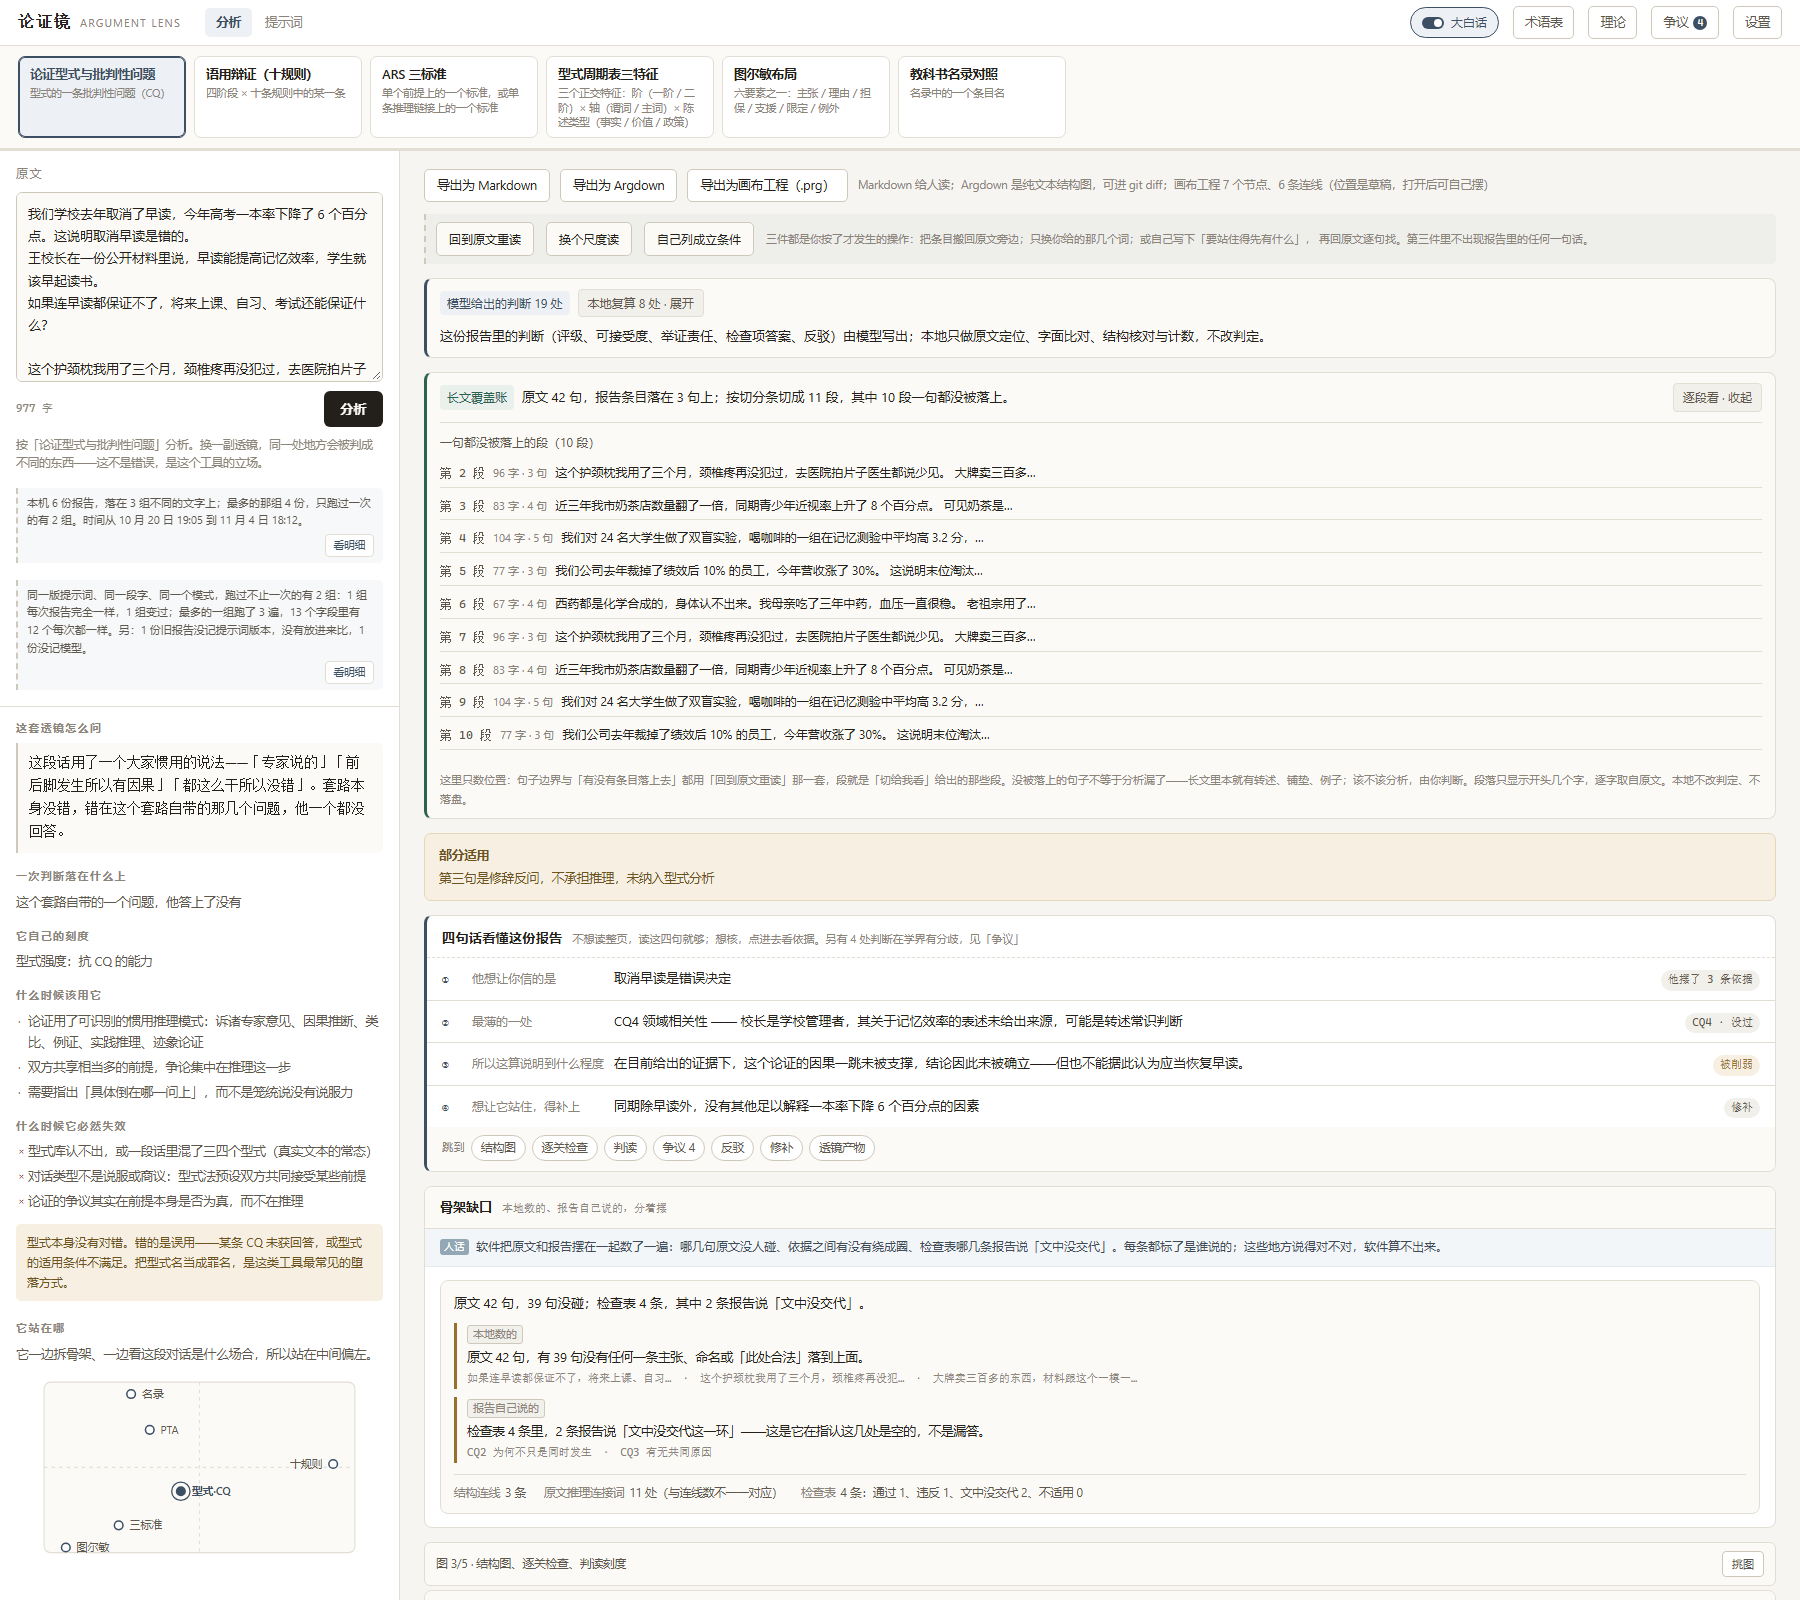 论证镜 ARGUMENT LENS 分析 提示词 大白话 术语表 理论 争议 4 设置
论证型式与批判性问题
型式的一条批判性问题（CQ）
语用辩证（十规则）
四阶段 × 十条规则中的某一条
ARS 三标准
单个前提上的一个标准，或单
条推理链接上的一个标准
型式周期表三特征
三个正交特征：阶（一阶 / 二
阶）× 轴（谓词 / 主词）× 陈
述类型（事实 / 价值 / 政策）
图尔敏布局
六要素之一：主张 / 理由 / 担
保 / 支援 / 限定 / 例外
教科书名录对照
名录中的一个条目名
原文
我们学校去年取消了早读，今年高考一本率下降了 6 个百分
点。这说明取消早读是错的。
王校长在一份公开材料里说，早读能提高记忆效率，学生就
该早起读书。
如果连早读都保证不了，将来上课、自习、考试还能保证什
么？
这个护颈枕我用了三个月，颈椎疼再没犯过，去医院拍片子
977 字
分析
按「论证型式与批判性问题」分析。换一副透镜，同一处地方会被判成
不同的东西——这不是错误，是这个工具的立场。
本机 6 份报告，落在 3 组不同的文字上；最多的那组 4 份，只跑过一次
的有 2 组。时间从 10 月 20 日 19:05 到 11 月 4 日 18:12。
看明细
同一版提示词、同一段字、同一个模式，跑过不止一次的有 2 组：1 组
每次报告完全一样，1 组变过；最多的一组跑了 3 遍，13 个字段里有
12 个每次都一样。另：1 份旧报告没记提示词版本，没有放进来比，1
份没记模型。
看明细
这套透镜怎么问
这段话用了一个大家惯用的说法——「专家说的」「前
后脚发生所以有因果」「都这么干所以没错」。套路本
身没错，错在这个套路自带的那几个问题，他一个都没
回答。
一次判断落在什么上
这个套路自带的一个问题，他答上了没有
它自己的刻度
型式强度：抗 CQ 的能力
什么时候该用它
· 论证用了可识别的惯用推理模式：诉诸专家意见、因果推断、类
比、例证、实践推理、迹象论证
· 双方共享相当多的前提，争论集中在推理这一步
· 需要指出「具体倒在哪一问上」，而不是笼统说没有说服力
什么时候它必然失效
× 型式库认不出，或一段话里混了三四个型式（真实文本的常态）
× 对话类型不是说服或商议：型式法预设双方共同接受某些前提
× 论证的争议其实在前提本身是否为真，而不在推理
型式本身没有对错。错的是误用——某条 CQ 未获回答，或型式
的适用条件不满足。把型式名当成罪名，是这类工具最常见的堕
落方式。
它站在哪
它一边拆骨架、一边看这段对话是什么场合，所以站在中间偏左。
名录
PTA
十规则
型式·CQ
三标准
图尔敏
导出为 Markdown 导出为 Argdown 导出为画布工程（.prg） Markdown 给人读；Argdown 是纯文本结构图，可进 git diff；画布工程 7 个节点、6 条连线（位置是草稿，打开后可自己摆）
回到原文重读 换个尺度读 自己列成立条件 三件都是你按了才发生的操作：把条目搬回原文旁边；只换你给的那几个词；或自己写下「要站住得先有什么」，再回原文逐句找。第三件里不出现报告里的任何一句话。
模型给出的判断 19 处 本地复算 8 处 · 展开
这份报告里的判断（评级、可接受度、举证责任、检查项答案、反驳）由模型写出；本地只做原文定位、字面比对、结构核对与计数，不改判定。
长文覆盖账 原文 42 句，报告条目落在 3 句上；按切分条切成 11 段，其中 10 段一句都没被落上。 逐段看 · 收起
一句都没被落上的段（10 段）
第 2 段 96 字 · 3 句 这个护颈枕我用了三个月，颈椎疼再没犯过，去医院拍片子医生都说少见。 大牌卖三百多...
第 3 段 83 字 · 4 句 近三年我市奶茶店数量翻了一倍，同期青少年近视率上升了 8 个百分点。 可见奶茶是...
第 4 段 104 字 · 5 句 我们对 24 名大学生做了双盲实验，喝咖啡的一组在记忆测验中平均高 3.2 分，...
第 5 段 77 字 · 3 句 我们公司去年裁掉了绩效后 10% 的员工，今年营收涨了 30%。 这说明末位淘汰...
第 6 段 67 字 · 4 句 西药都是化学合成的，身体认不出来。我母亲吃了三年中药，血压一直很稳。 老祖宗用了...
第 7 段 96 字 · 3 句 这个护颈枕我用了三个月，颈椎疼再没犯过，去医院拍片子医生都说少见。 大牌卖三百多...
第 8 段 83 字 · 4 句 近三年我市奶茶店数量翻了一倍，同期青少年近视率上升了 8 个百分点。 可见奶茶是...
第 9 段 104 字 · 5 句 我们对 24 名大学生做了双盲实验，喝咖啡的一组在记忆测验中平均高 3.2 分，...
第 10 段 77 字 · 3 句 我们公司去年裁掉了绩效后 10% 的员工，今年营收涨了 30%。 这说明末位淘汰...
这里只数位置：句子边界与「有没有条目落上去」都用「回到原文重读」那一套，段就是「切给我看」给出的那些段。没被落上的句子不等于分析漏了——长文里本就有转述、铺垫、例子；该不该分析，由你判断。段落只显示开头几个字，逐字取自原文。本地不改判定、不
落盘。
部分适用
第三句是修辞反问，不承担推理，未纳入型式分析
四句话看懂这份报告 不想读整页，读这四句就够；想核，点进去看依据。另有 4 处判断在学界有分歧，见「争议」
① 他想让你信的是 取消早读是错误决定 他摆了 3 条依据
② 最薄的一处 CQ4 领域相关性 —— 校长是学校管理者，其关于记忆效率的表述未给出来源，可能是转述常识判断 CQ4 · 没过
③ 所以这算说明到什么程度 在目前给出的证据下，这个论证的因果一跳未被支撑，结论因此未被确立——但也不能据此认为应当恢复早读。 被削弱
④ 想让它站住，得补上 同期除早读外，没有其他足以解释一本率下降 6 个百分点的因素 修补
跳到 结构图 逐关检查 判读 争议 4 反驳 修补 透镜产物
骨架缺口 本地数的、报告自己说的，分着摆
人话 软件把原文和报告摆在一起数了一遍：哪几句原文没人碰、依据之间有没有绕成圈、检查表哪几条报告说「文中没交代」。每条都标了是谁说的；这些地方说得对不对，软件算不出来。
原文 42 句，39 句没碰；检查表 4 条，其中 2 条报告说「文中没交代」。
本地数的
原文 42 句，有 39 句没有任何一条主张、命名或「此处合法」落到上面。
如果连早读都保证不了，将来上课、自习… · 这个护颈枕我用了三个月，颈椎疼再没犯… · 大牌卖三百多的东西，材料跟这个一模一…
报告自己说的
检查表 4 条里，2 条报告说「文中没交代这一环」——这是它在指认这几处是空的，不是漏答。
CQ2 为何不只是同时发生 · CQ3 有无共同原因
结构连线 3 条 原文推理连接词 11 处（与连线数不一一对应） 检查表 4 条：通过 1、违反 1、文中没交代 2、不适用 0
图 3/5 · 结构图、逐关检查、判读刻度 挑图